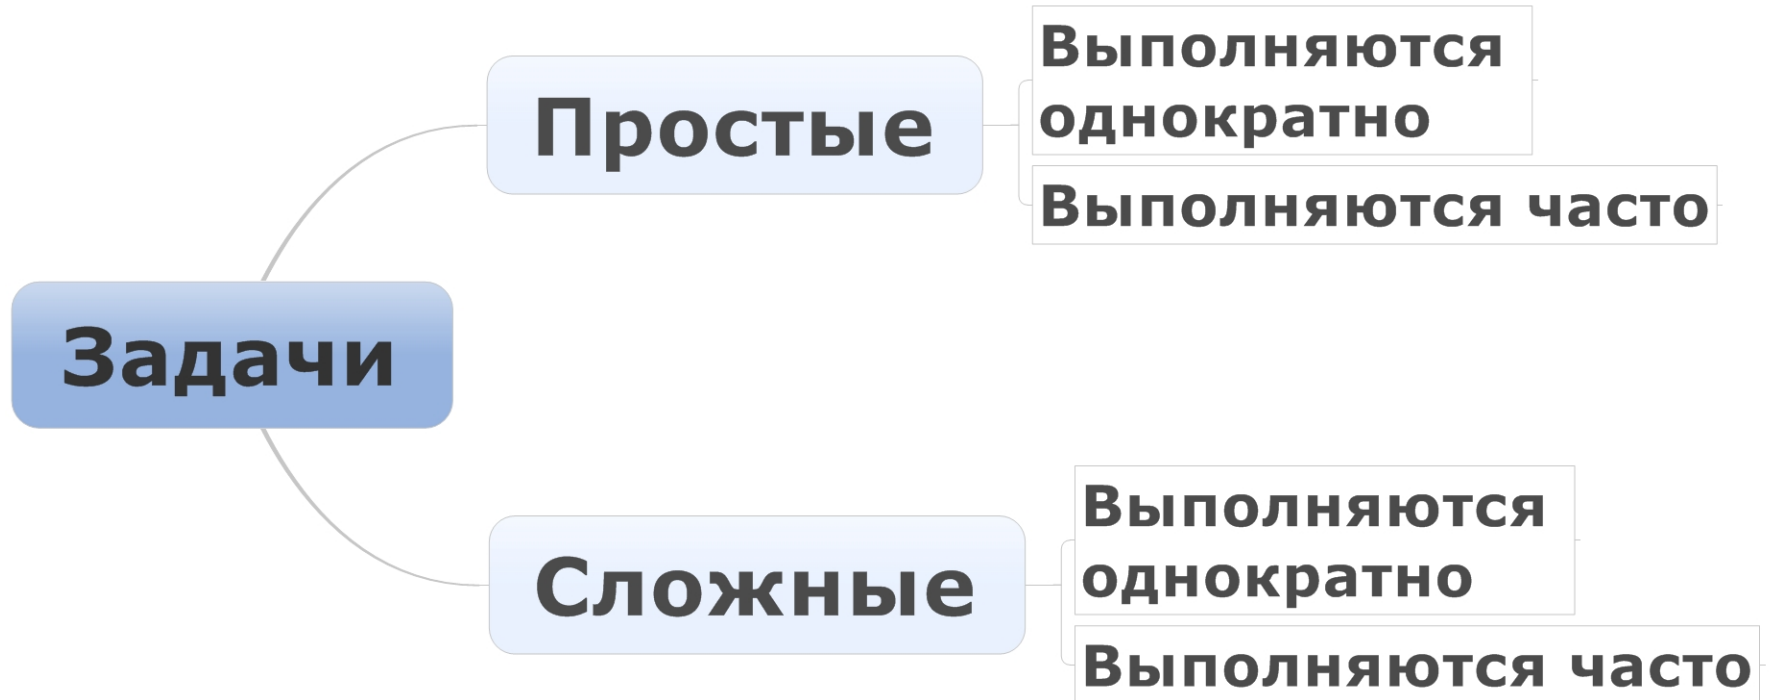 Задачи
Простые
Выполняются
однократно
Выполняются часто
Сложные
Выполняются
однократно
Выполняются часто